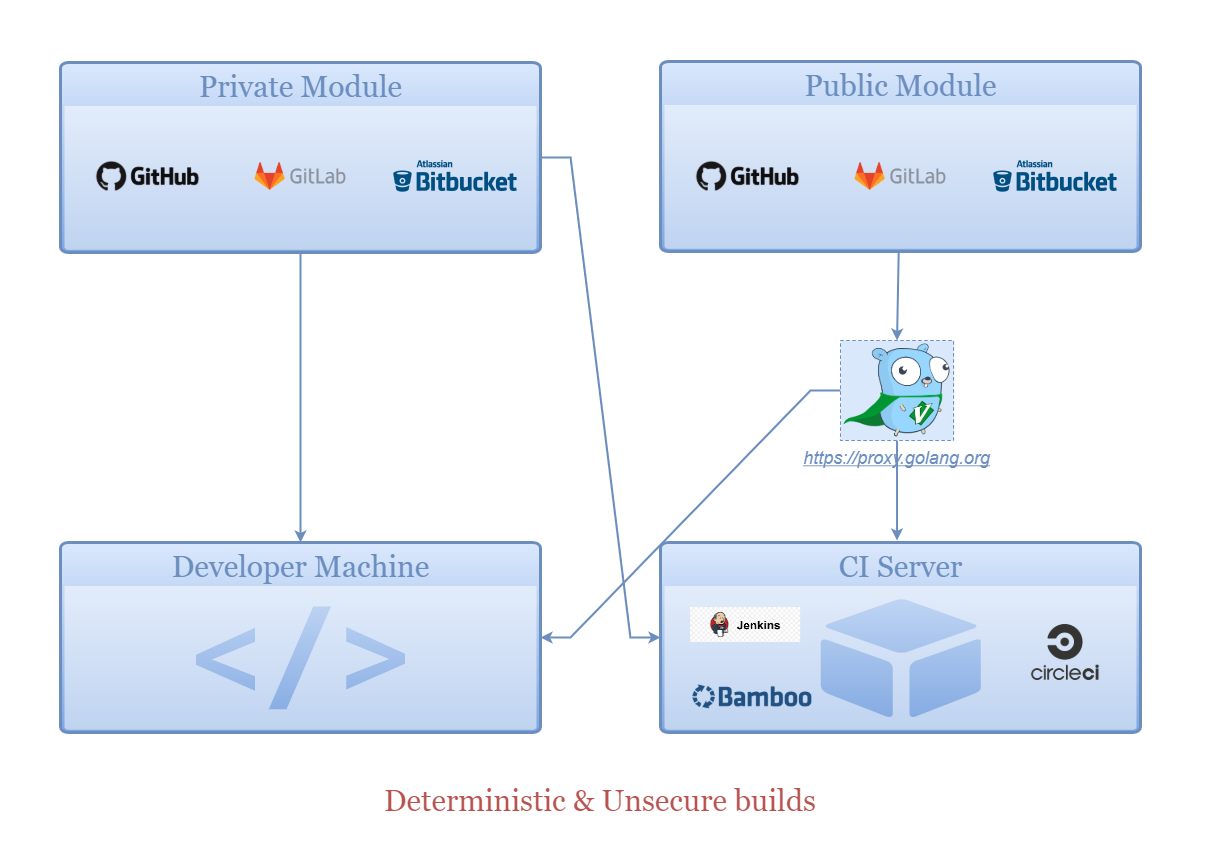 Private Module
GitHub
GitLab
Atlassian
Bitbucket
Public Module
GitHub
GitLab
Atlassian
Bitbucket
V
https://proxy.golang.org
Developer Machine
</>
CI Server
Jenkins
Bamboo
circleci
Deterministic & Unsecure builds